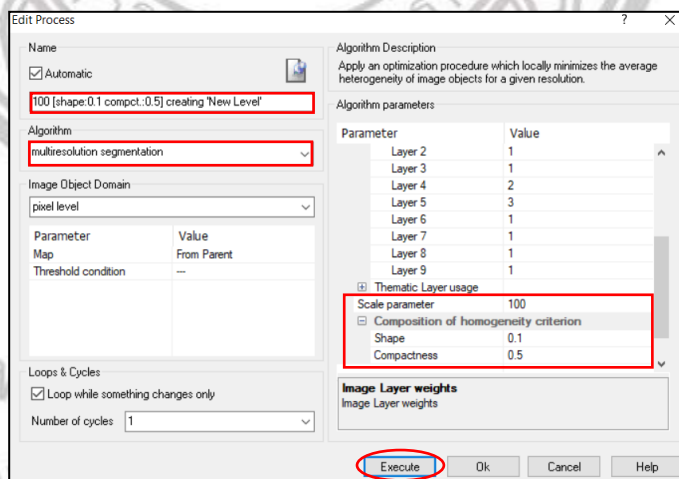 Edit Process ? ×
Name
Automatic
100 [shape:0.1 compct.:0.5] creating 'New Level'
Algorithm
multiresolution segmentation
Image Object Domain
pixel level
Parameter Value
Map From Parent
Threshold condition ---
Loops & Cycles
Loop while something changes only
Number of cycles 1
Algorithm Description
Apply an optimization procedure which locally minimizes the average
heterogeneity of image objects for a given resolution.
Algorithm parameters
Parameter Value
Layer 2 1
Layer 3 1
Layer 4 2
Layer 5 3
Layer 6 1
Layer 7 1
Layer 8 1
Layer 9 1
Thematic Layer usage
Scale parameter 100
Composition of homogeneity criterion
Shape 0.1
Compactness 0.5
Image Layer weights
Image Layer weights
Execute Ok Cancel Help